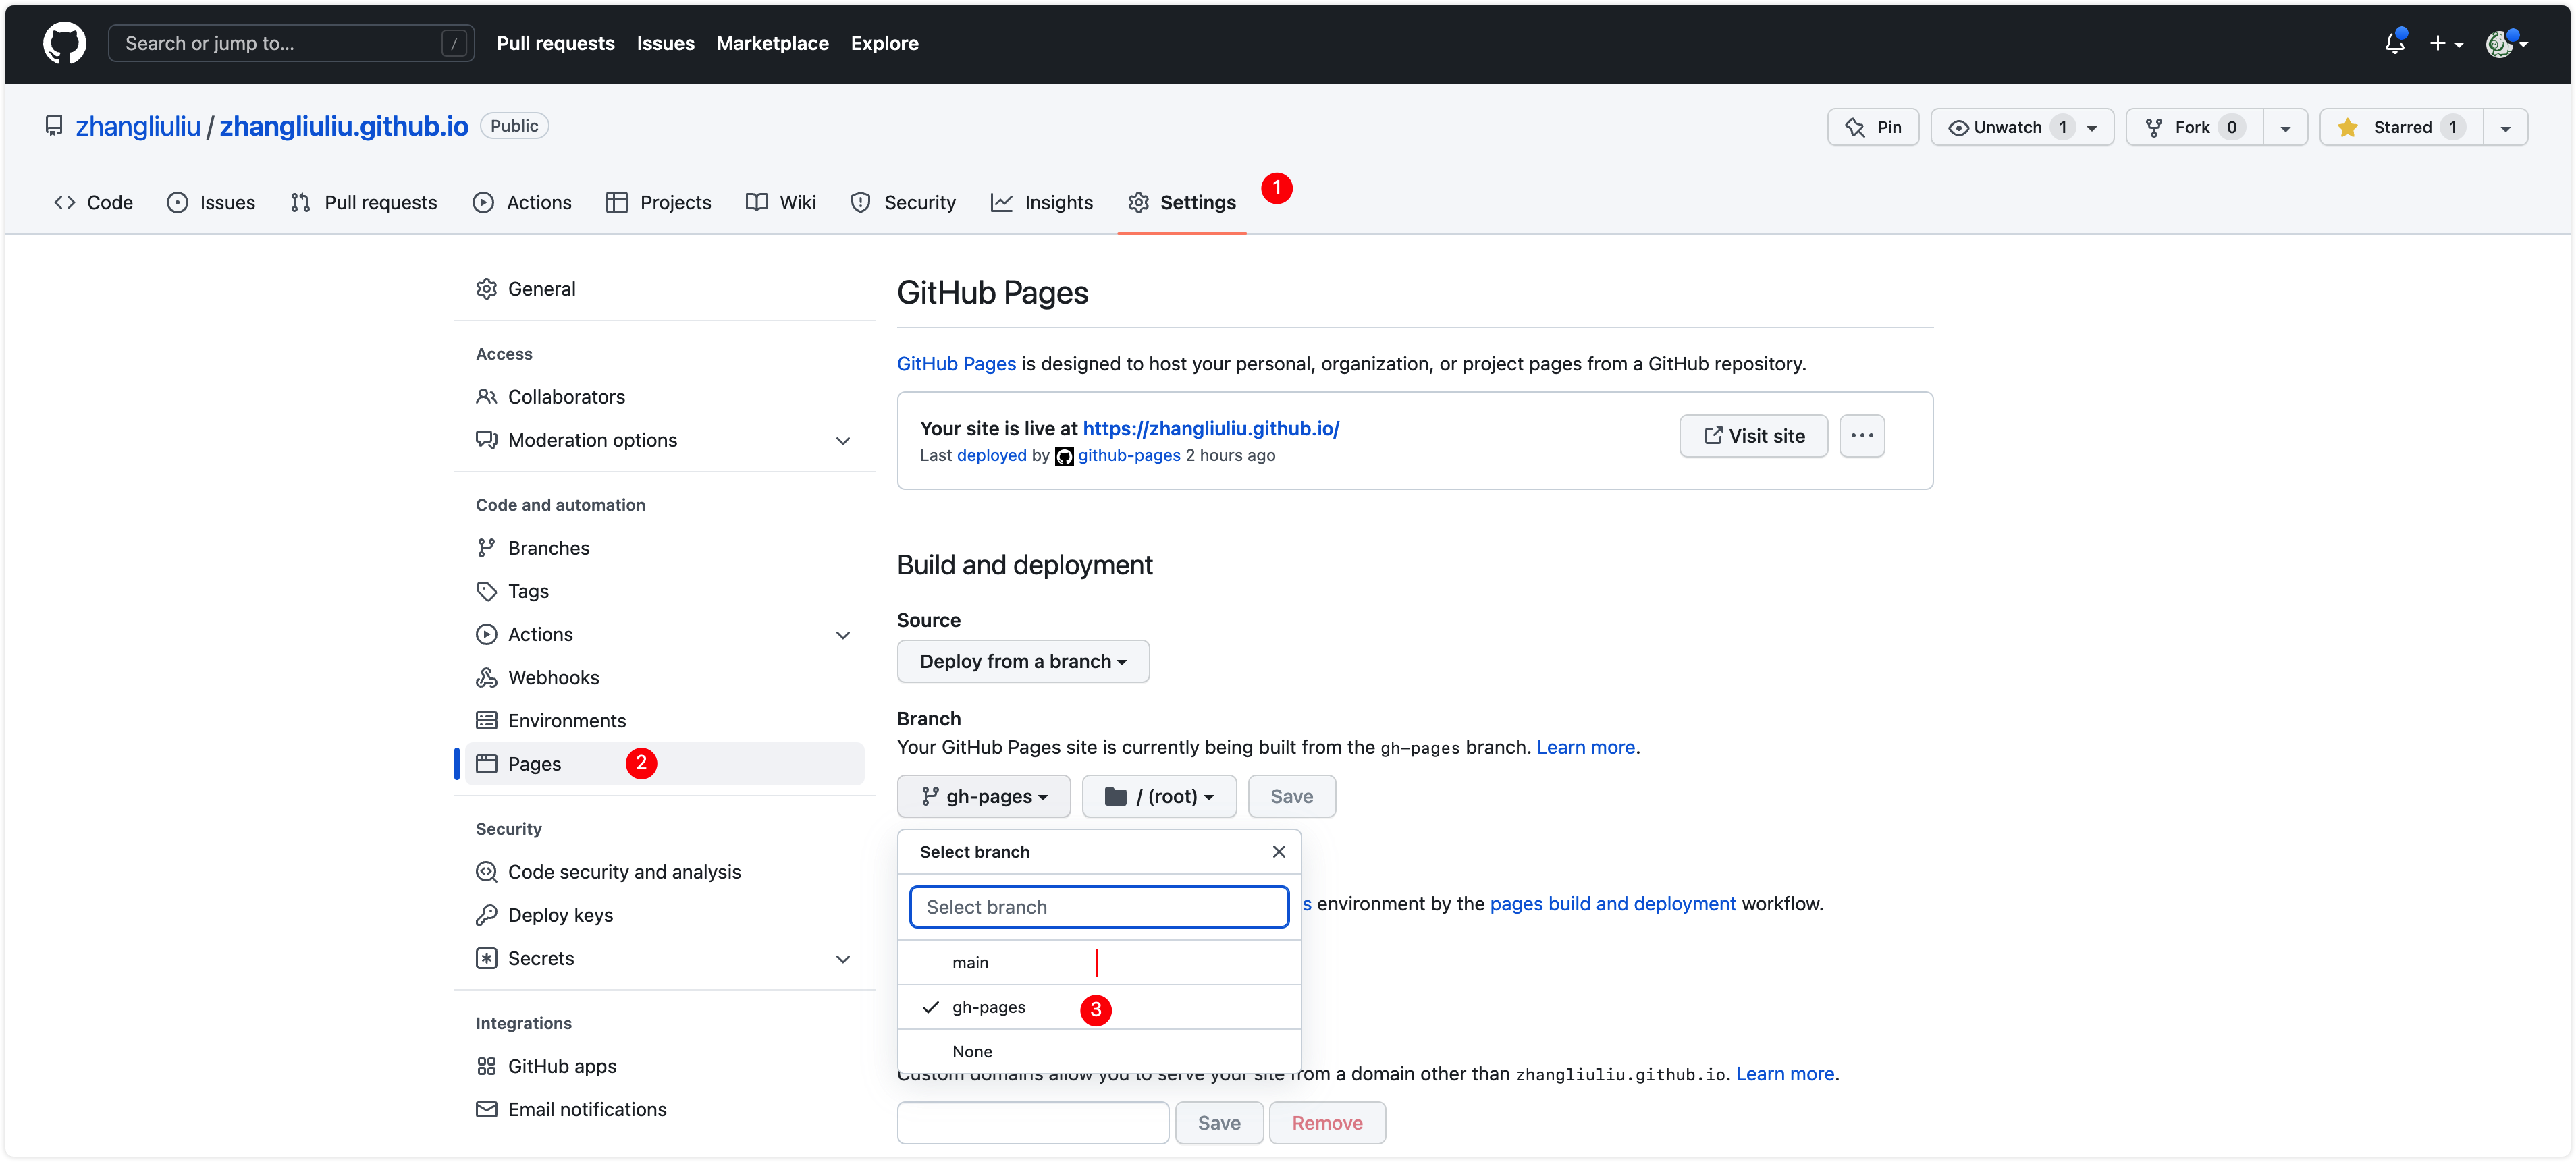 Search or jump to... / Pull requests Issues Marketplace Explore
zhangliuliu / zhangliuliu.github.io Public Pin Unwatch 1 Fork 0 Starred 1
Code Issues Pull requests Actions Projects Wiki Security Insights Settings 1
General
Access
Collaborators
Moderation options
Code and automation
Branches
Tags
Actions
Webhooks
Environments
Pages 2
Security
Code security and analysis
Deploy keys
Secrets
Integrations
GitHub apps
Email notifications
GitHub Pages
GitHub Pages is designed to host your personal, organization, or project pages from a GitHub repository.
Your site is live at https://zhangliuliu.github.io/
Last deployed by github-pages 2 hours ago
Visit site
Build and deployment
Source
Deploy from a branch
Branch
Your GitHub Pages site is currently being built from the gh-pages branch. Learn more.
gh-pages / (root) Save
Select branch
Select branch
s environment by the pages build and deployment workflow.
main
gh-pages 3
None
Custom domains allow you to serve your site from a domain other than zhangliuliu.github.io. Learn more.
Save Remove